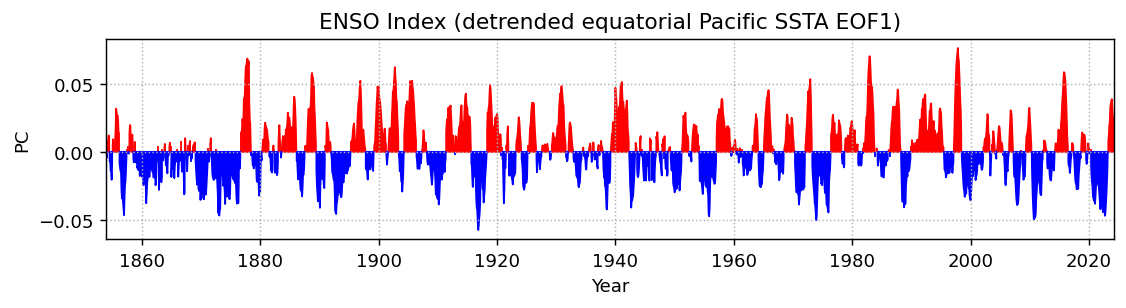 ENSO Index (detrended equatorial Pacific SSTA EOF1)
0.05
0.00
−0.05
PC
1860 1880 1900 1920 1940 1960 1980 2000 2020
Year